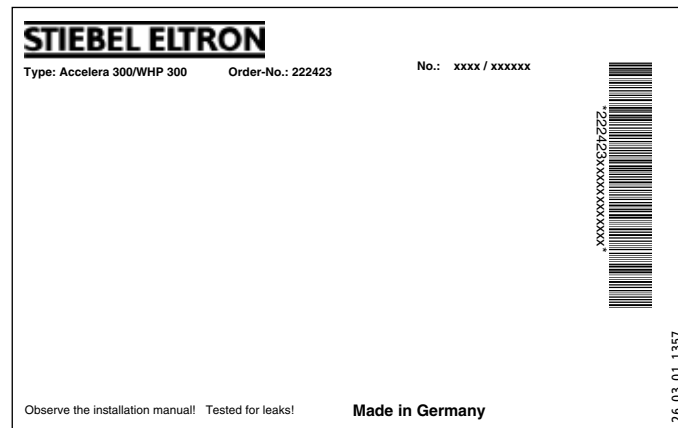 STIEBEL ELTRON
Type: Accelera 300/WHP 300 Order-No.: 222423 No.: xxxx / xxxxxx
*222423xxxxxxxxxxxxx*
Observe the installation manual! Tested for leaks! Made in Germany
26_03_01_1357